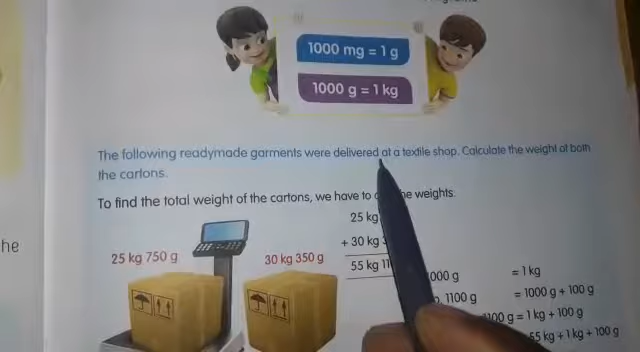 1000 mg = 1 g
1000 g = 1 kg
The following readymade garments were delivered at a textile shop. Calculate the weight of both
the cartons.
To find the total weight of the cartons, we have to the weights.
he
25 kg 750 g
30 kg 350 g
25 kg
+ 30 kg
55 kg 11
000 g = 1 kg
1100 g = 1000 g + 100 g
100 g = 1 kg + 100 g
55 kg + 1 kg + 100 g